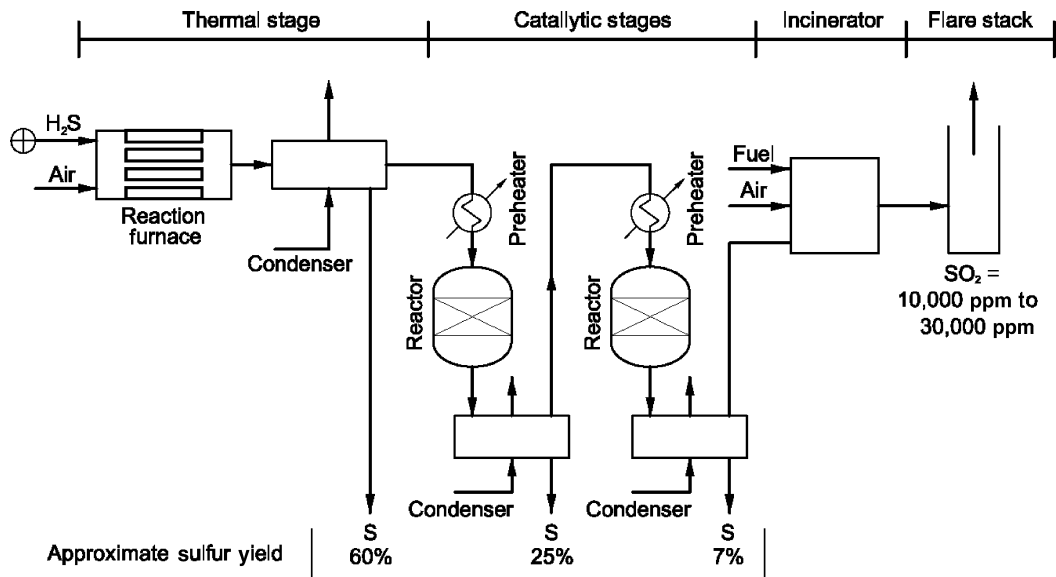 Thermal stage
Catalytic stages
Incinerator
Flare stack
H₂S
Air
Reaction
furnace
Condenser
Preheater
Reactor
Condenser
Preheater
Reactor
Condenser
Fuel
Air
SO₂ =
10,000 ppm to
30,000 ppm
Approximate sulfur yield
S
60%
S
25%
S
7%